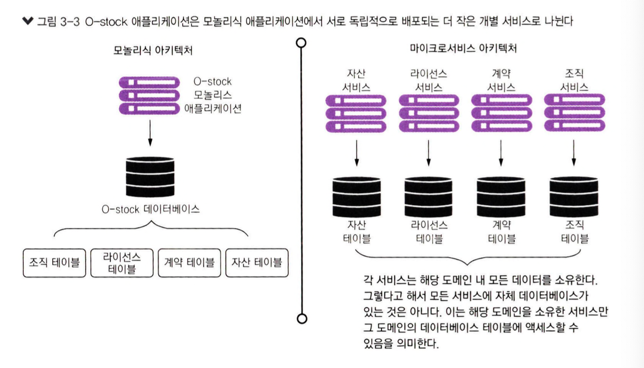 그림 3-3 O-stock 애플리케이션은 모놀리식 애플리케이션에서 서로 독립적으로 배포되는 더 작은 개별 서비스로 나뉜다
모놀리식 아키텍처
O-stock
모놀리스
애플리케이션
O-stock 데이터베이스
조직 테이블
라이선스
테이블
계약 테이블
자산 테이블
마이크로서비스 아키텍처
자산
서비스
라이선스
서비스
계약
서비스
조직
서비스
자산
테이블
라이선스
테이블
계약
테이블
조직
테이블
각 서비스는 해당 도메인 내 모든 데이터를 소유한다.
그렇다고 해서 모든 서비스에 자체 데이터베이스가
있는 것은 아니다. 이는 해당 도메인을 소유한 서비스만
그 도메인의 데이터베이스 테이블에 액세스할 수
있음을 의미한다.